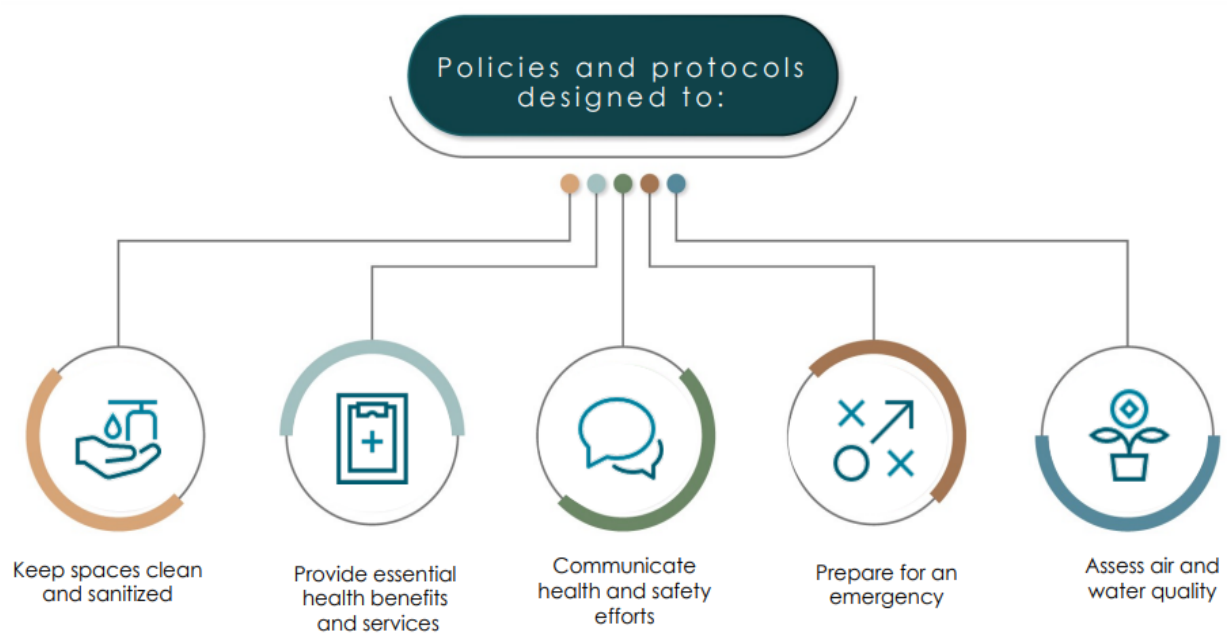 Policies and protocols
designed to:
Keep spaces clean
and sanitized
Provide essential
health benefits
and services
Communicate
health and safety
efforts
Prepare for an
emergency
Assess air and
water quality